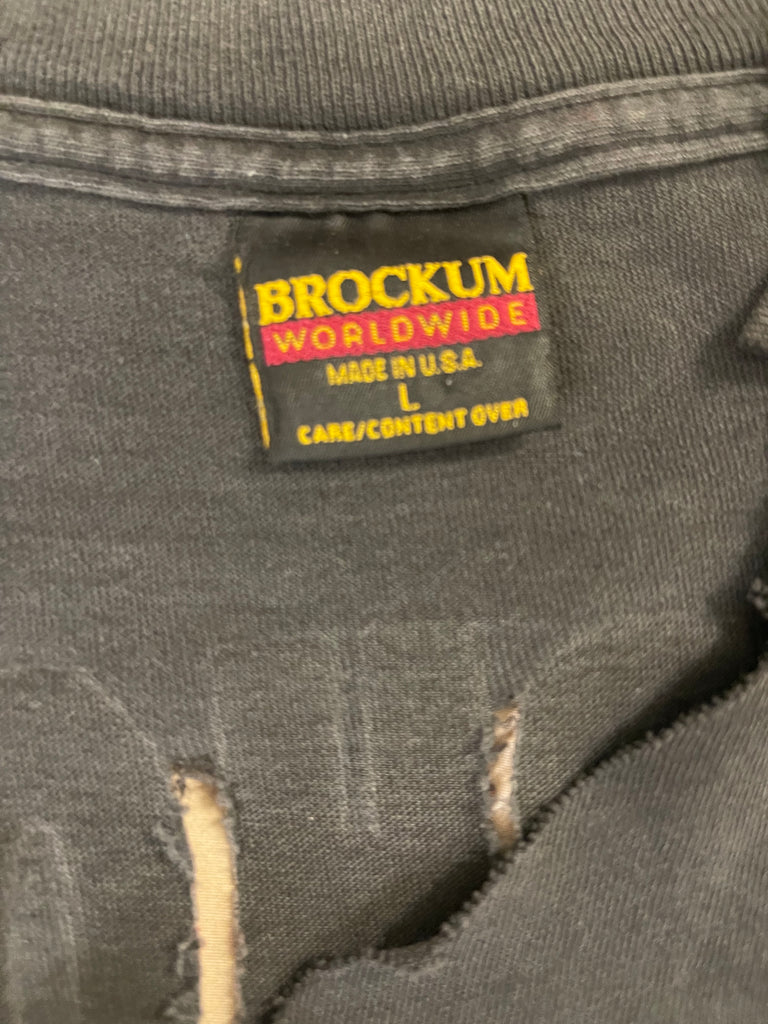 BROCKUM
WORLDWIDE
MADE IN U.S.A.
L
CARE/CONTENT OVER